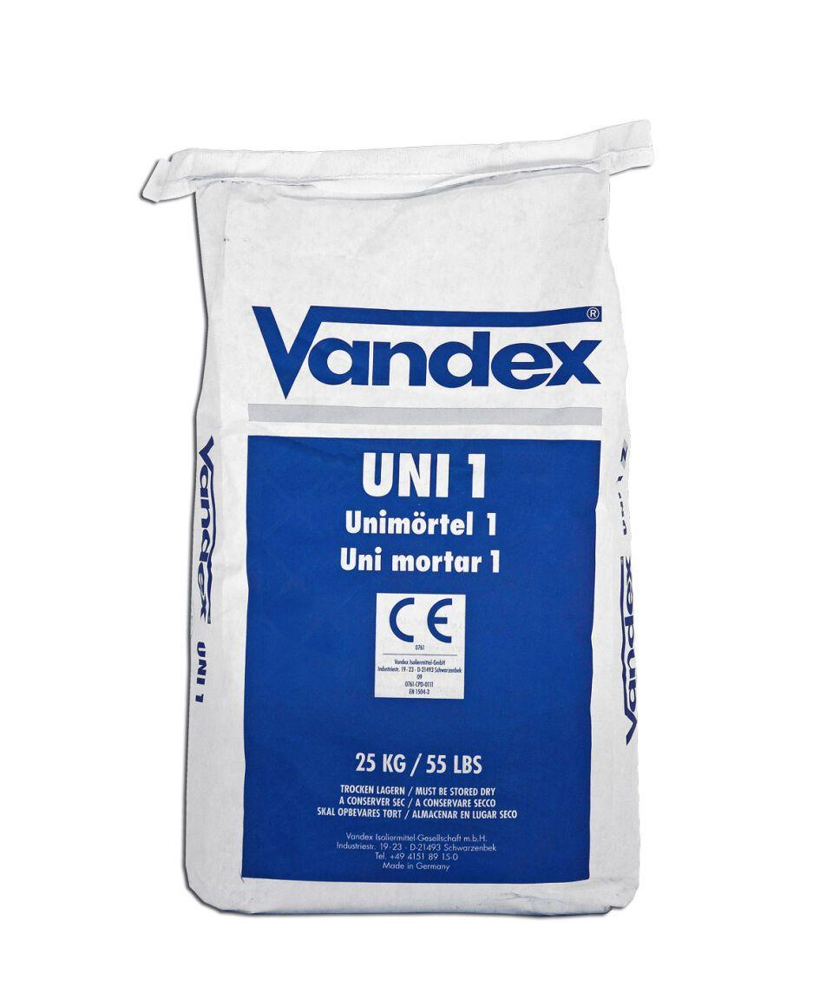 Vandex®
UNI 1
Unimörtel 1
Uni mortar 1
CE
0761
Vandex Isoliermittel-GmbH
Industriestr. 19 - 23 - D-21493 Schwarzenbek
09
0761-CPD-0111
EN 1504-3
25 KG / 55 LBS
TROCKEN LAGERN / MUST BE STORED DRY
A CONSERVER SEC / A CONSERVARE SECCO
SKAL OPBEVARES TØRT / ALMACENAR EN LUGAR SECO
Vandex Isoliermittel-Gesellschaft m.b.H.
Industriestr. 19 - 23 - D-21493 Schwarzenbek
Tel. +49 4151 89 15-0
Made in Germany
Vandex UNI 1
Vandex UNI 1